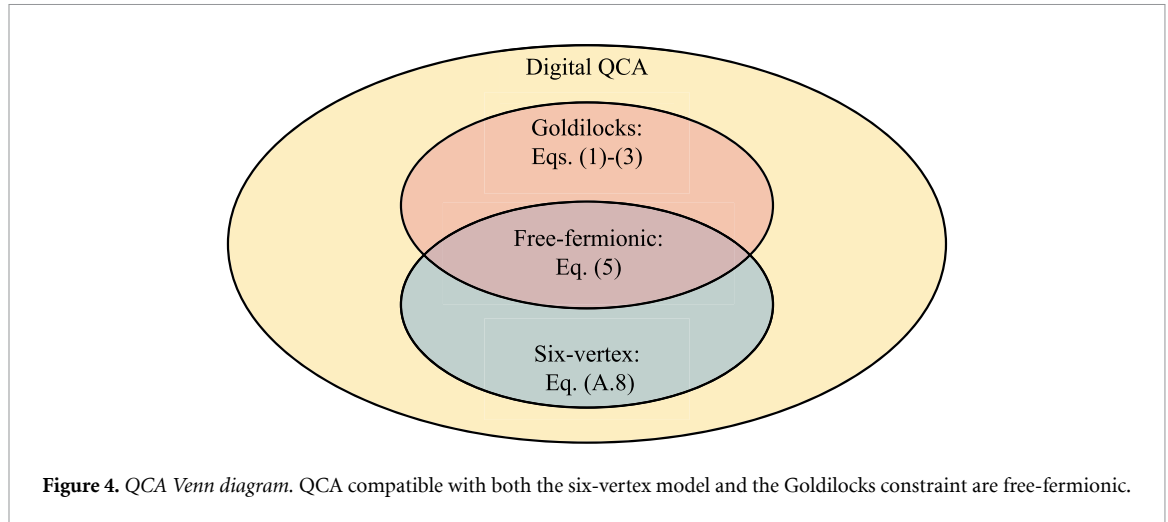 Digital QCA
Goldilocks:
Eqs. (1)-(3)
Free-fermionic:
Eq. (5)
Six-vertex:
Eq. (A.8)
Figure 4. QCA Venn diagram. QCA compatible with both the six-vertex model and the Goldilocks constraint are free-fermionic.